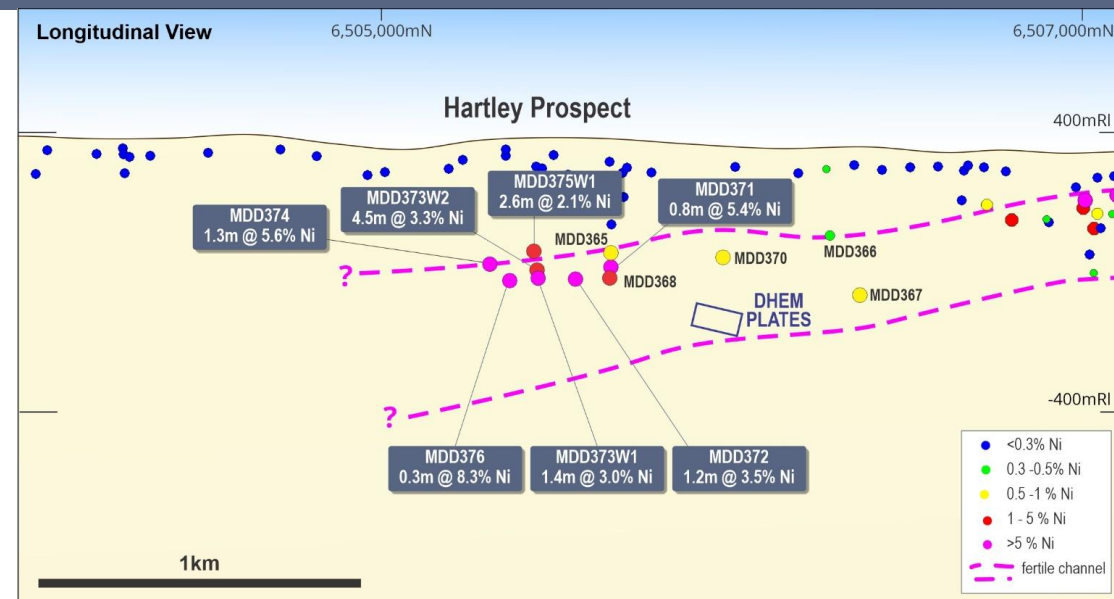 Longitudinal View
6,505,000mN
6,507,000mN
Hartley Prospect
400mRl
MDD375W1
2.6m @ 2.1% Ni
MDD371
0.8m @ 5.4% Ni
MDD373W2
4.5m @ 3.3% Ni
MDD374
1.3m @ 5.6% Ni
MDD365
MDD366
MDD370
?
MDD368
MDD367
DHEM
PLATES
-400mRl
?
MDD376
0.3m @ 8.3% Ni
MDD373W1
1.4m @ 3.0% Ni
MDD372
1.2m @ 3.5% Ni
<0.3% Ni
0.3 -0.5% Ni
0.5 -1 % Ni
1 - 5 % Ni
>5 % Ni
fertile channel
1km